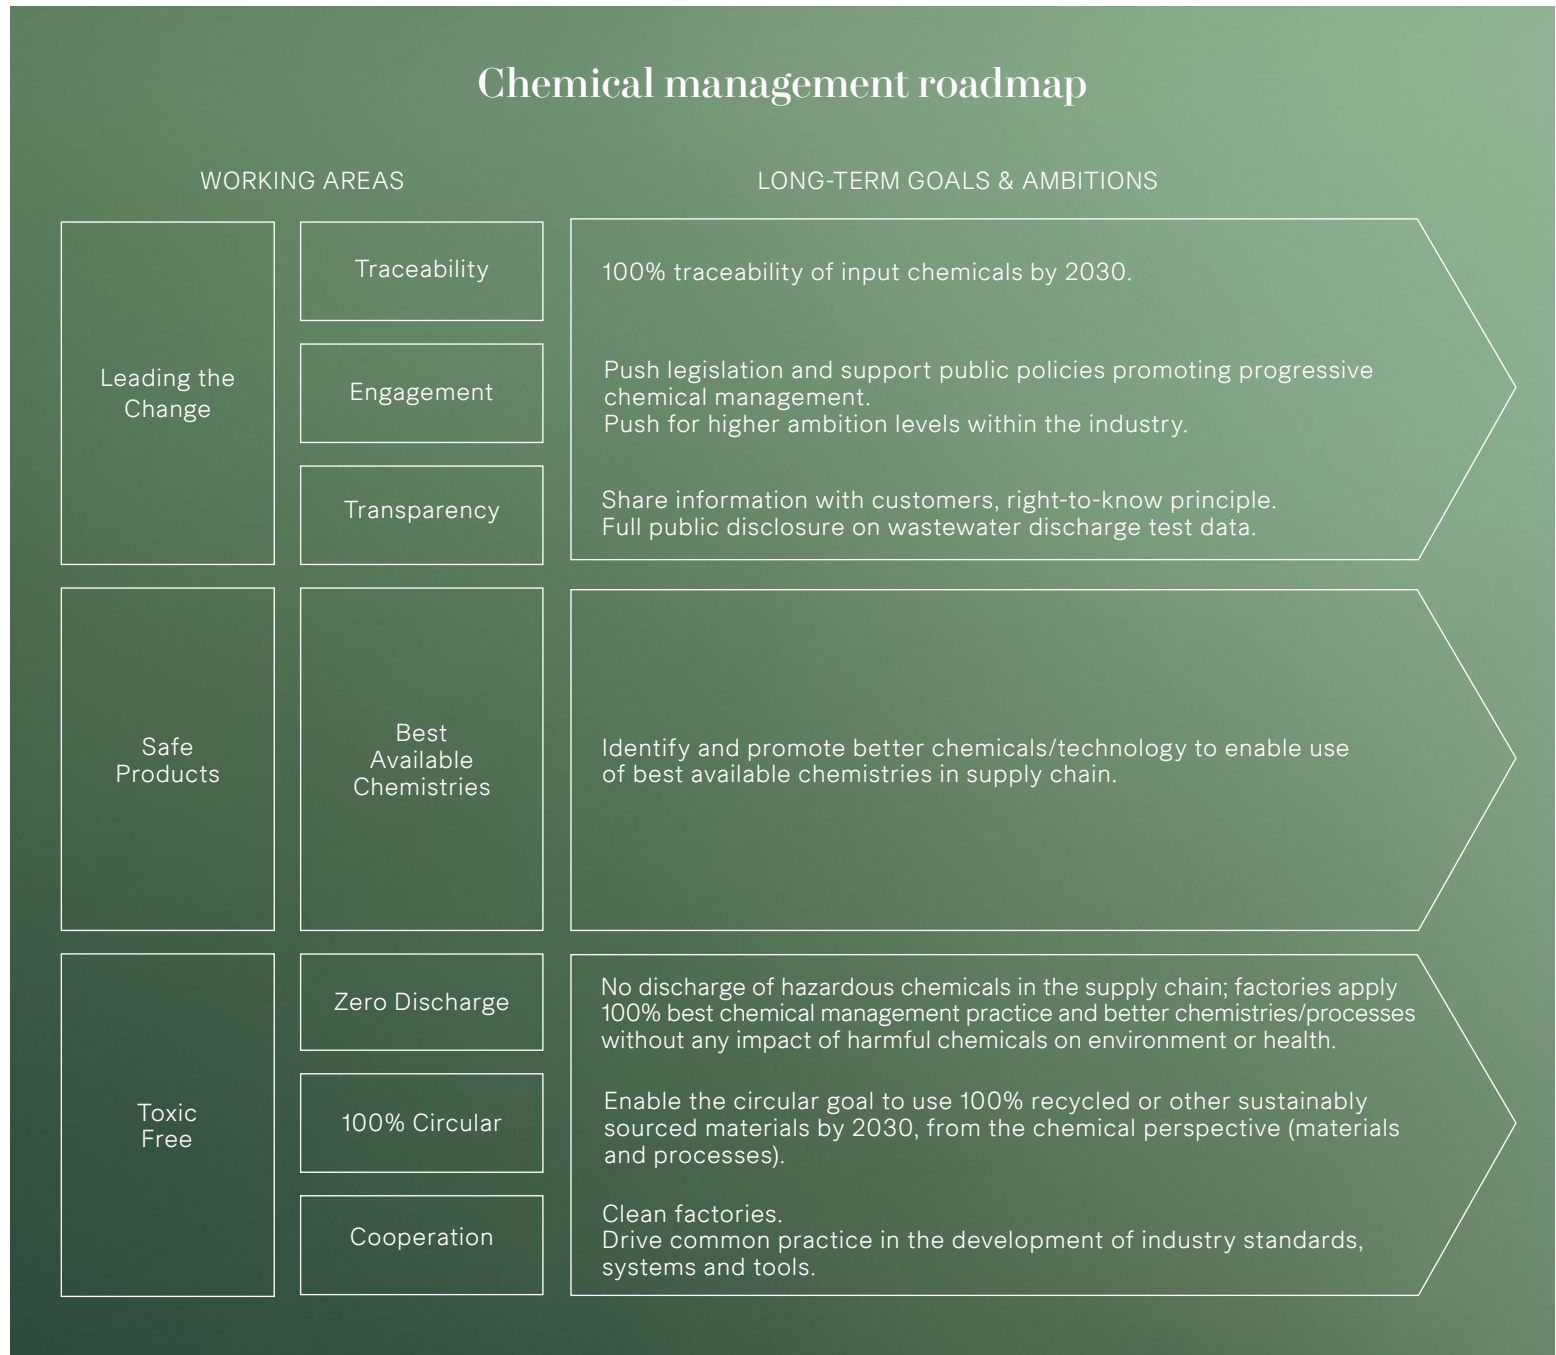 Chemical management roadmap
WORKING AREAS
LONG-TERM GOALS & AMBITIONS
Leading the
Change
Traceability
100% traceability of input chemicals by 2030.
Engagement
Push legislation and support public policies promoting progressive
chemical management.
Push for higher ambition levels within the industry.
Transparency
Share information with customers, right-to-know principle.
Full public disclosure on wastewater discharge test data.
Safe
Products
Best
Available
Chemistries
Identify and promote better chemicals/technology to enable use
of best available chemistries in supply chain.
Toxic
Free
Zero Discharge
No discharge of hazardous chemicals in the supply chain; factories apply
100% best chemical management practice and better chemistries/processes
without any impact of harmful chemicals on environment or health.
100% Circular
Enable the circular goal to use 100% recycled or other sustainably
sourced materials by 2030, from the chemical perspective (materials
and processes).
Cooperation
Clean factories.
Drive common practice in the development of industry standards,
systems and tools.